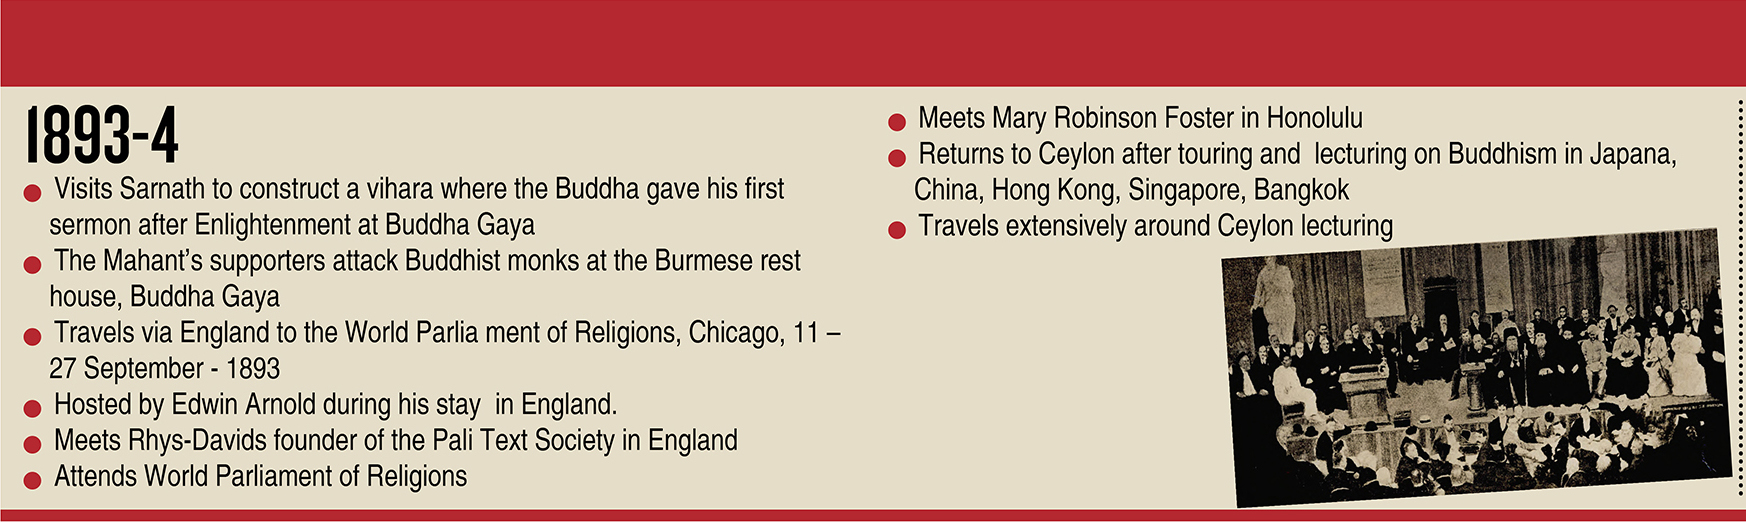 1893-4
● Visits Sarnath to construct a vihara where the Buddha gave his first
sermon after Enlightenment at Buddha Gaya
● The Mahant’s supporters attack Buddhist monks at the Burmese rest
house, Buddha Gaya
● Travels via England to the World Parlia ment of Religions, Chicago, 11 –
27 September - 1893
● Hosted by Edwin Arnold during his stay  in England.
● Meets Rhys-Davids founder of the Pali Text Society in England
● Attends World Parliament of Religions
● Meets Mary Robinson Foster in Honolulu
● Returns to Ceylon after touring and  lecturing on Buddhism in Japana,
China, Hong Kong, Singapore, Bangkok
● Travels extensively around Ceylon lecturing